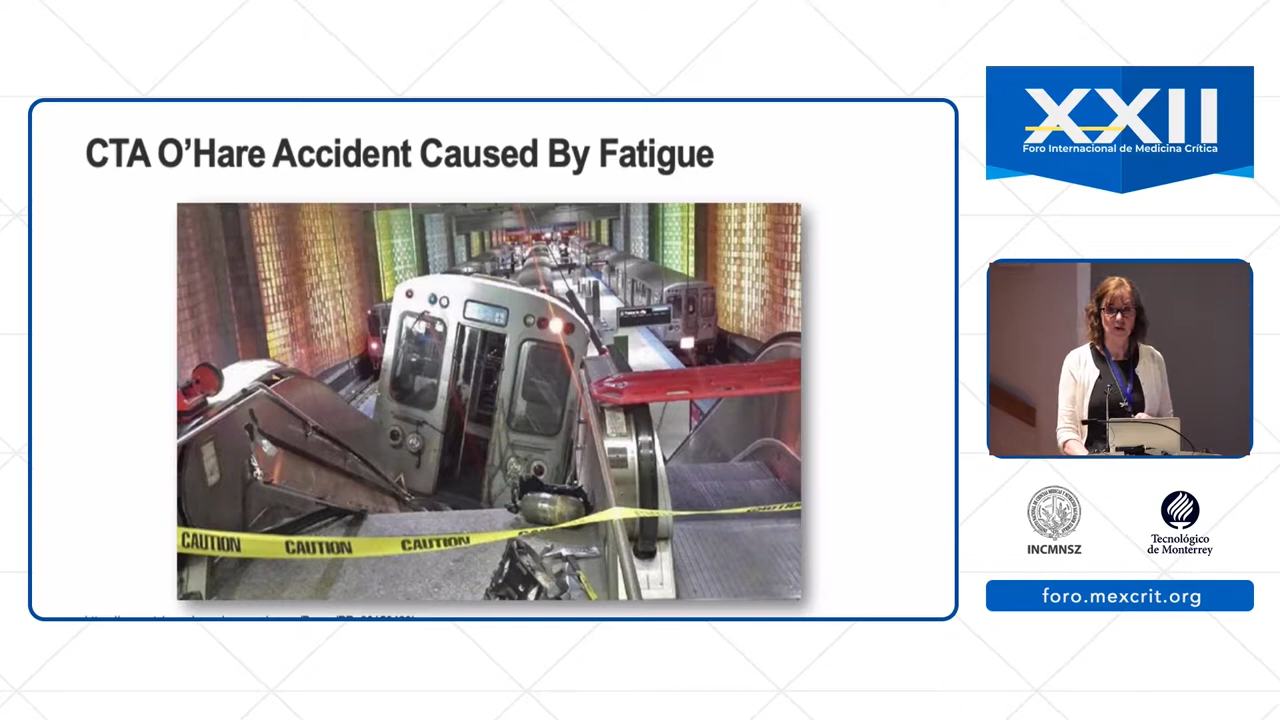 CTA O'Hare Accident Caused By Fatigue
CAUTION
CAUTION
CAUTION
XXII
Foro Internacional de Medicina Crítica
INCMNSZ
Tecnológico
de Monterrey
foro.mexcrit.org